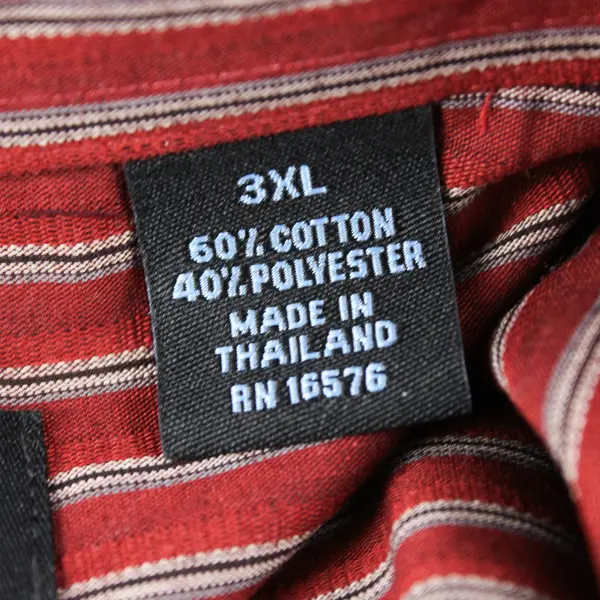 3XL
60% COTTON
40% POLYESTER
MADE IN
THAILAND
RN 16576